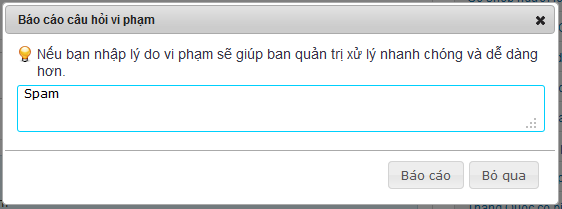 Báo cáo câu hỏi vi phạm
Nếu bạn nhập lý do vi phạm sẽ giúp ban quản trị xử lý nhanh chóng và dễ dàng
hơn.
Spam
Báo cáo Bỏ qua